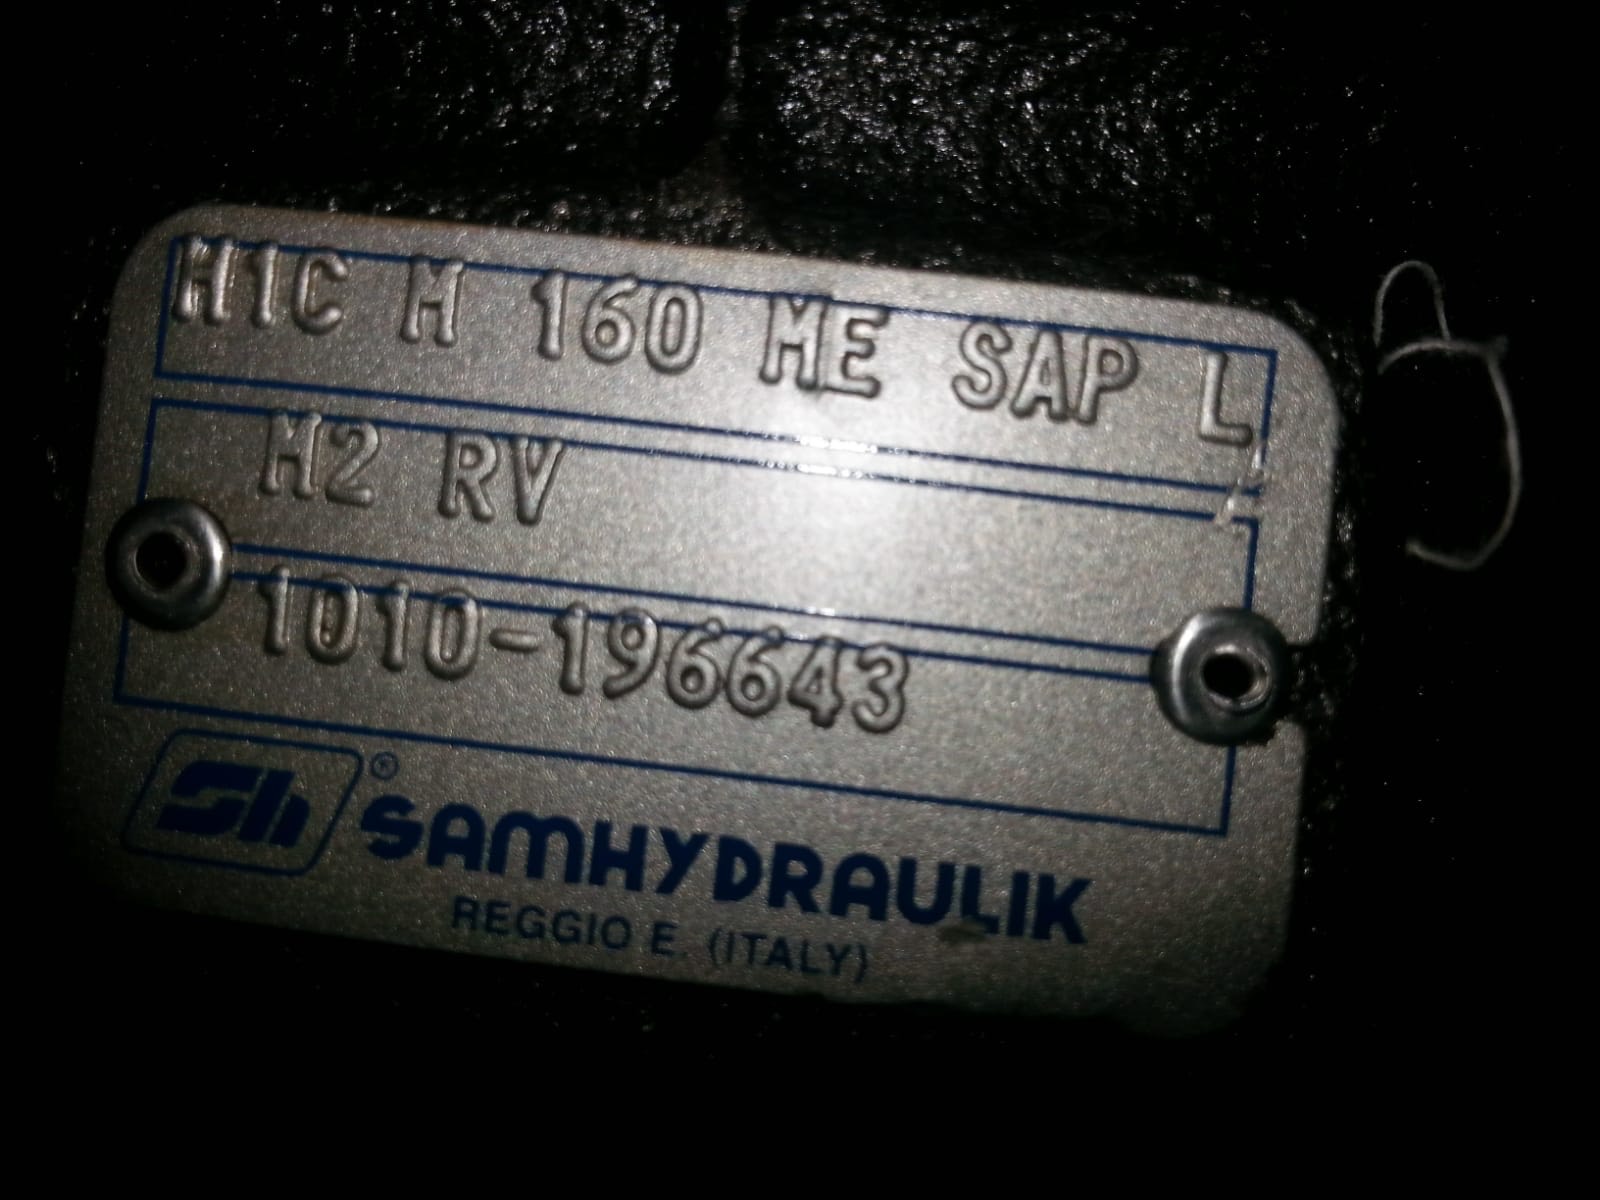 H1C M 160 ME SAP L
M2 RV
1010-196643
Sh® SAMHYDRAULIK
REGGIO E. (ITALY)